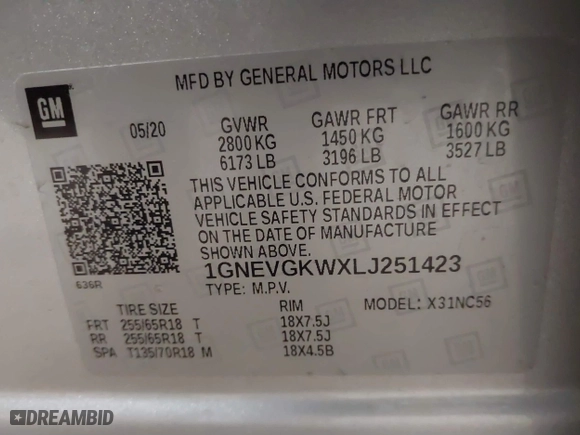 MFD BY GENERAL MOTORS LLC
GM
05/20 GVWR GAWR FRT GAWR RR
2800 KG 1450 KG 1600 KG
6173 LB 3196 LB 3527 LB
THIS VEHICLE CONFORMS TO ALL
APPLICABLE U.S. FEDERAL MOTOR
VEHICLE SAFETY STANDARDS IN EFFECT
ON THE DATE OF MANUFACTURE
SHOWN ABOVE.
636R
1GNEVGKWXLJ251423
TYPE: M.P.V. MODEL: X31NC56
TIRE SIZE RIM
FRT 255/65R18 T 18X7.5J
RR 255/65R18 T 18X7.5J
SPA T135/70R18 M 18X4.5B
DREAMBID